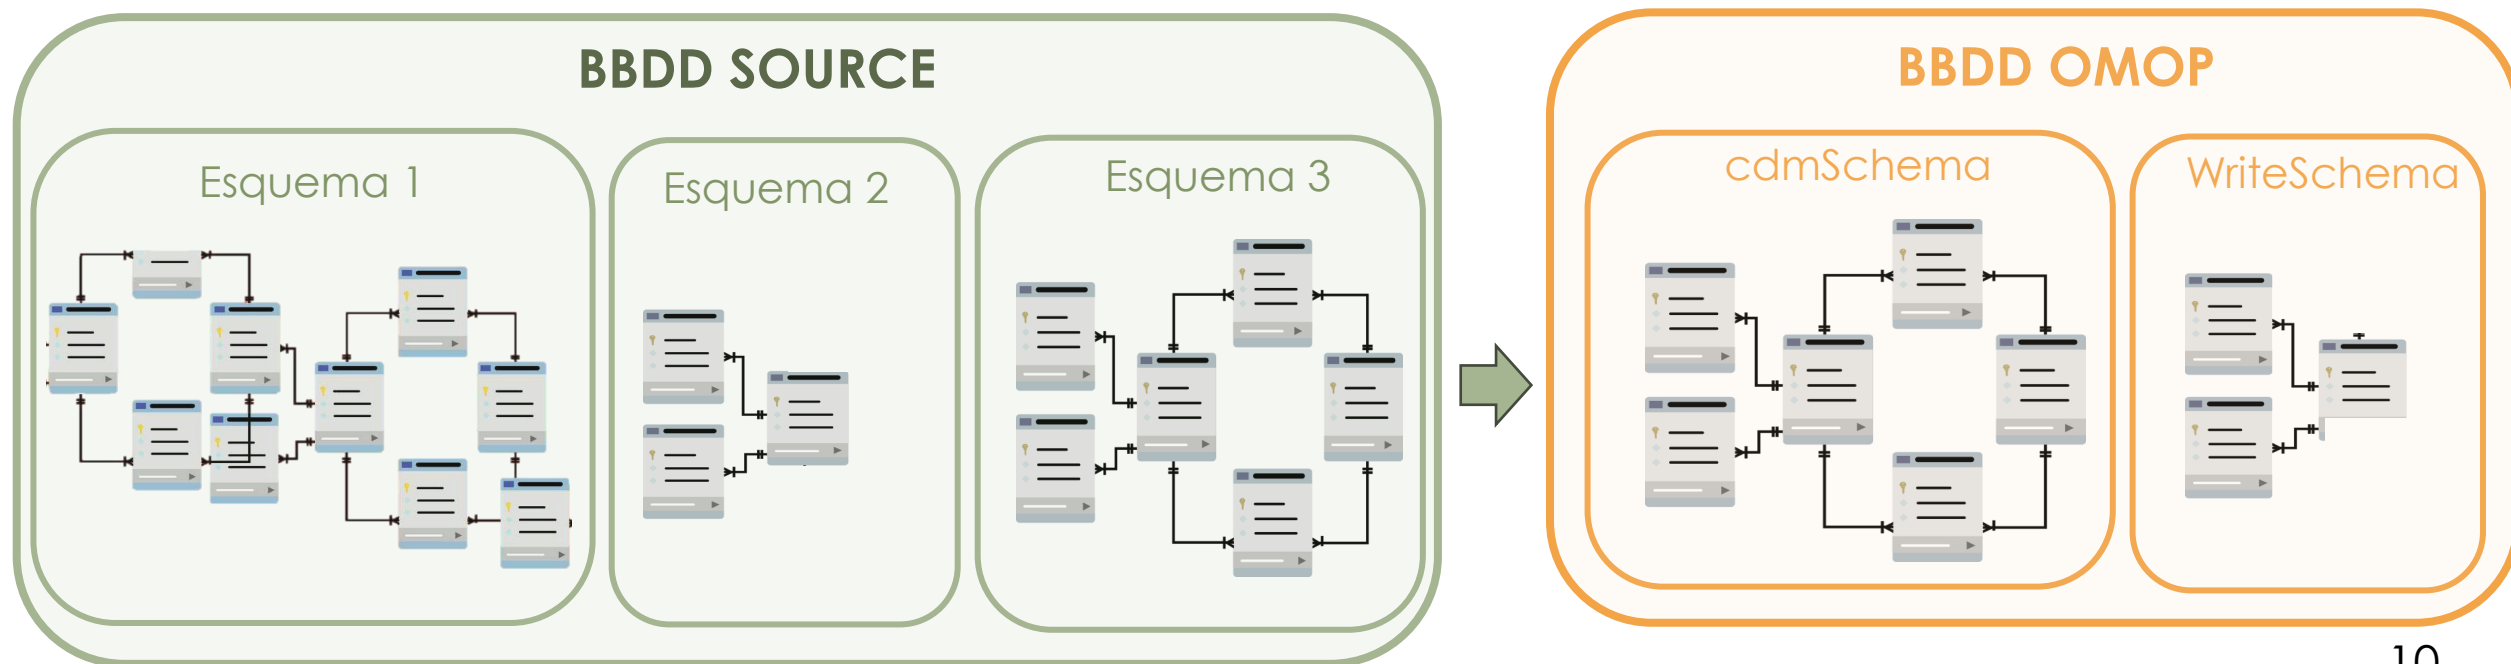 BBDD SOURCE
Esquema 1
Esquema 2
Esquema 3
BBDD OMOP
cdmSchema
WriteSchema
10